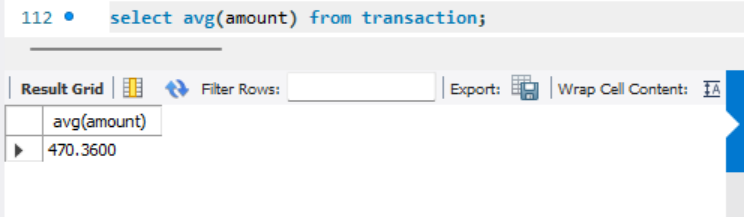 112 select avg(amount) from transaction;
Result Grid Filter Rows: Export: Wrap Cell Content:
avg(amount)
470.3600